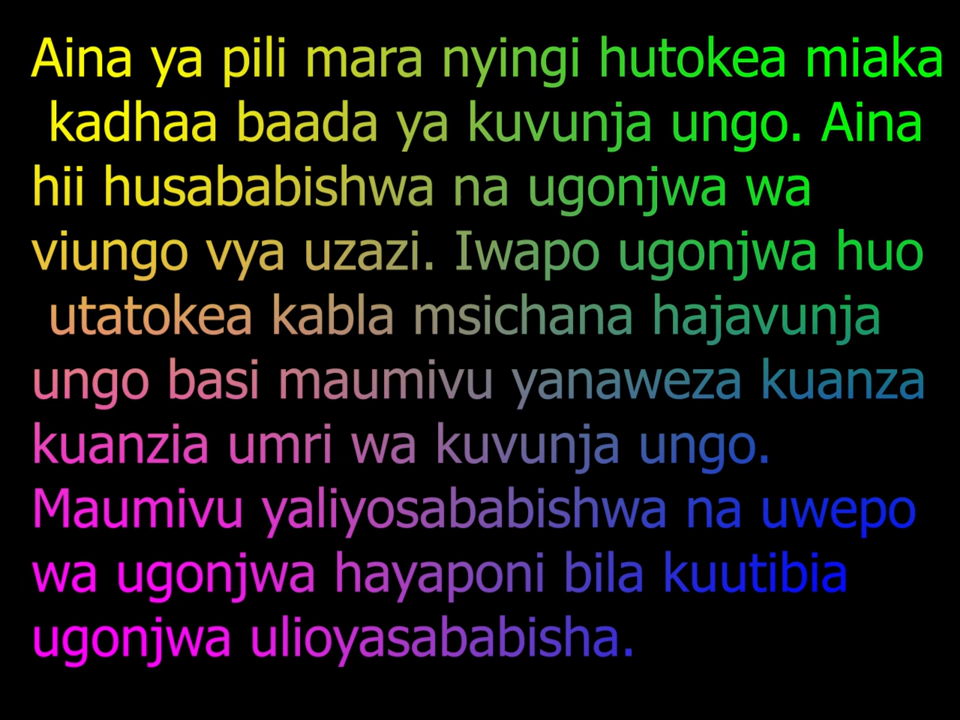 Aina ya pili mara nyingi hutokea miaka
kadhaa baada ya kuvunja ungo. Aina
hii husababishwa na ugonjwa wa
viungo vya uzazi. Iwapo ugonjwa huo
utatokea kabla msichana hajavunja
ungo basi maumivu yanaweza kuanza
kuanzia umri wa kuvunja ungo.
Maumivu yaliyosababishwa na uwepo
wa ugonjwa hayaponi bila kuutibia
ugonjwa ulioyasababisha.